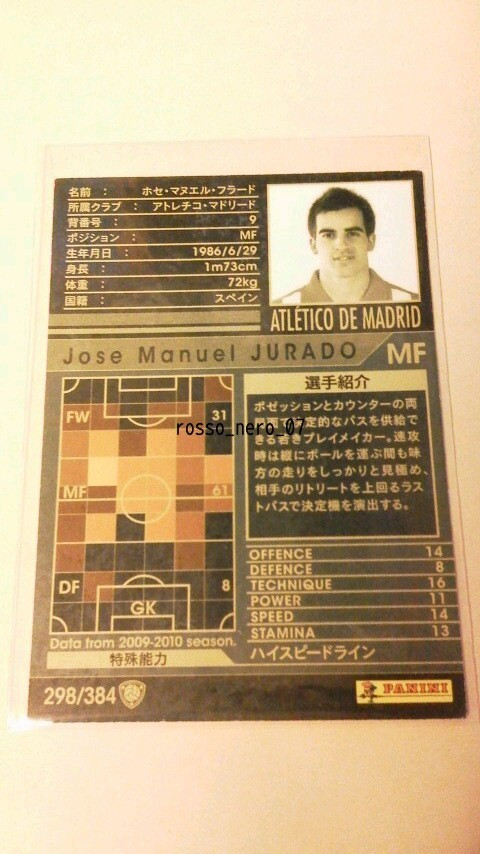 名前 : ホセ・マヌエル・フラード
所属クラブ : アトレチコ・マドリード
背番号 : 9
ポジション : MF
生年月日 : 1986/6/29
身長 : 1m73cm
体重 : 72kg
国籍 : スペイン
ATLÉTICO DE MADRID
Jose Manuel JURADO MF
選手紹介
ポゼッションとカウンターの両
定的なパスを供給で
きる若きプレイメイカー。速攻
時は縦にボールを運ぶ間も味
方の走りをしっかりと見極め、
相手のリトリートを上回るラス
トパスで決定機を演出する。
rosso_nero_07
FW 31
MF 61
DF 8
GK
Data from 2009-2010 season.
OFFENCE 14
DEFENCE 8
TECHNIQUE 16
POWER 11
SPEED 14
STAMINA 13
特殊能力 ハイスピードライン
298/384
PANINI